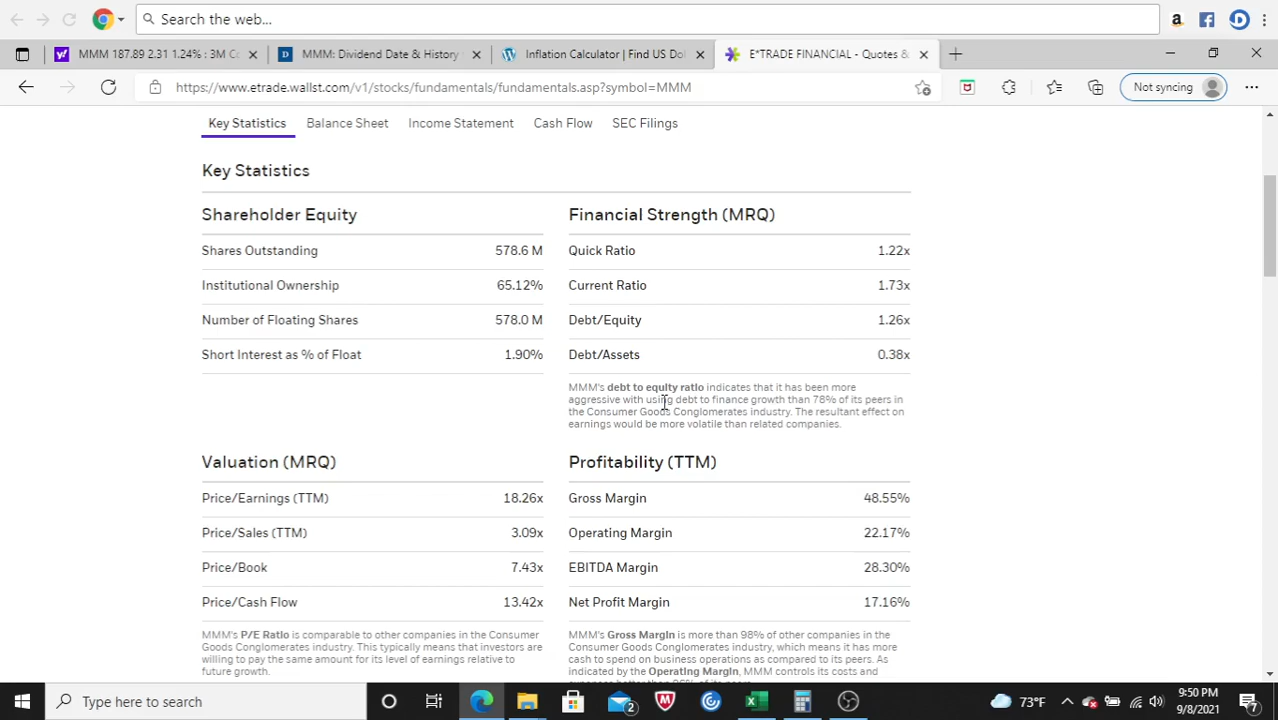 Search the web...
MMM 187.89 2.31 1.24% : 3M Co
MMM: Dividend Date & History
Inflation Calculator | Find US Dol
E*TRADE FINANCIAL - Quotes &
https://www.etrade.wallst.com/v1/stocks/fundamentals/fundamentals.asp?symbol=MMM
Not syncing
Key Statistics Balance Sheet Income Statement Cash Flow SEC Filings
Key Statistics
Shareholder Equity
Shares Outstanding 578.6 M
Institutional Ownership 65.12%
Number of Floating Shares 578.0 M
Short Interest as % of Float 1.90%
Financial Strength (MRQ)
Quick Ratio 1.22x
Current Ratio 1.73x
Debt/Equity 1.26x
Debt/Assets 0.38x
MMM's debt to equity ratio indicates that it has been more
aggressive with using debt to finance growth than 78% of its peers in
the Consumer Goods Conglomerates industry. The resultant effect on
earnings would be more volatile than related companies.
Valuation (MRQ)
Price/Earnings (TTM) 18.26x
Price/Sales (TTM) 3.09x
Price/Book 7.43x
Price/Cash Flow 13.42x
MMM's P/E Ratio is comparable to other companies in the Consumer
Goods Conglomerates industry. This typically means that investors are
willing to pay the same amount for its level of earnings relative to
future growth.
Profitability (TTM)
Gross Margin 48.55%
Operating Margin 22.17%
EBITDA Margin 28.30%
Net Profit Margin 17.16%
MMM's Gross Margin is more than 98% of other companies in the
Consumer Goods Conglomerates industry, which means it has more
cash to spend on business operations as compared to its peers. As
indicated by the Operating Margin, MMM controls its costs and
Type here to search
2
73°F
9:50 PM
9/8/2021
7